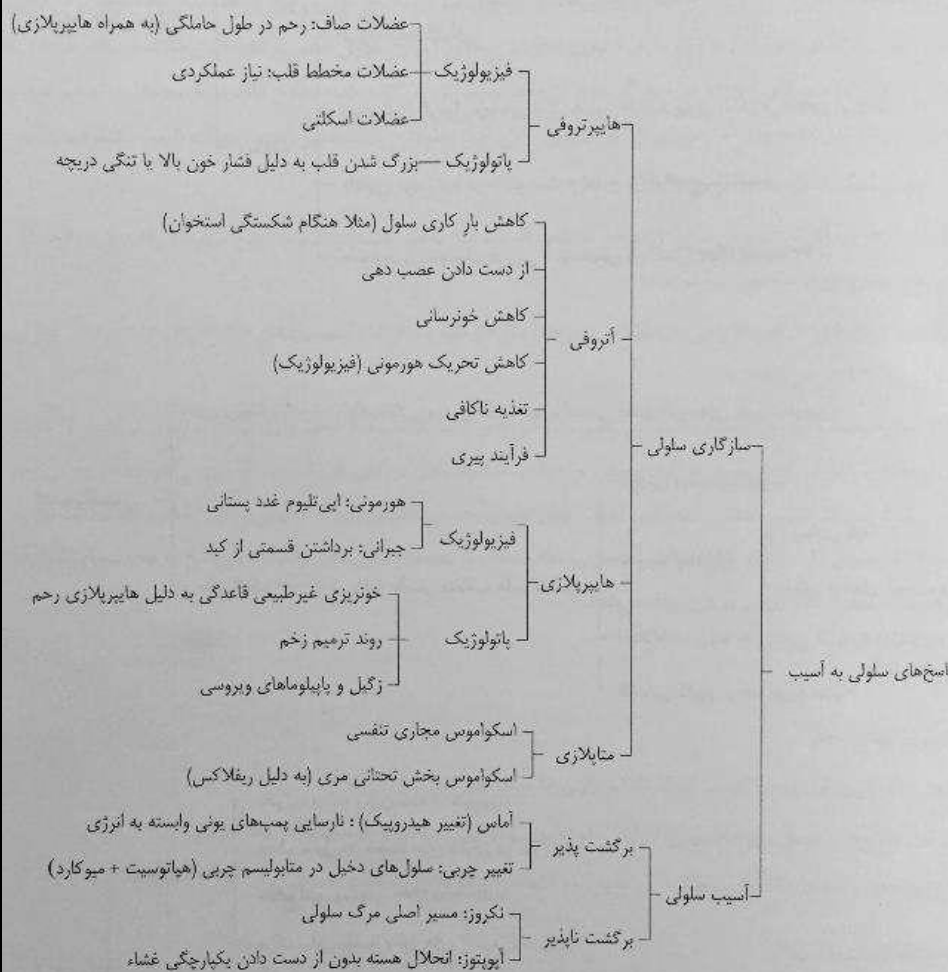 عضلات صاف: رحم در طول حاملگی (به همراه هایپرپلازی)
فیزیولوژیک
عضلات مخطط قلب: نیاز عملکردی
عضلات اسکلتی
هایپرتروفی
پاتولوژیک
بزرگ شدن قلب به دلیل فشار خون بالا یا تنگی دریچه
کاهش بارِ کاری سلول (مثلا هنگام شکستگی استخوان)
از دست دادن عصب دهی
کاهش خونرسانی
آتروفی
کاهش تحریک هورمونی (فیزیولوژیک)
تغذیه ناکافی
فرآیند پیری
سازگاری سلولی
هورمونی: اپی‌تلیوم غدد پستانی
فیزیولوژیک
جبرانی: برداشتن قسمتی از کبد
هایپرپلازی
خونریزی غیرطبیعی قاعدگی به دلیل هایپرپلازی رحم
پاتولوژیک
روند ترمیم زخم
زگیل و پاپیلوماهای ویروسی
اسخ‌های سلولی به آسیب
اسکواموس مجاری تنفسی
متاپلازی
اسکواموس بخش تحتانی مری (به دلیل ریفلاکس)
آماس (تغییر هیدروپیک): نارسایی پمپ‌های یونی وابسته به انرژی
برگشت پذیر
تغییر چربی: سلول‌های دخیل در متابولیسم چربی (هپاتوسیت + میوکارد)
آسیب سلولی
نکروز: مسیر اصلی مرگ سلولی
برگشت ناپذیر
آپوپتوز: انحلال هسته بدون از دست دادن یکپارچگی غشاء